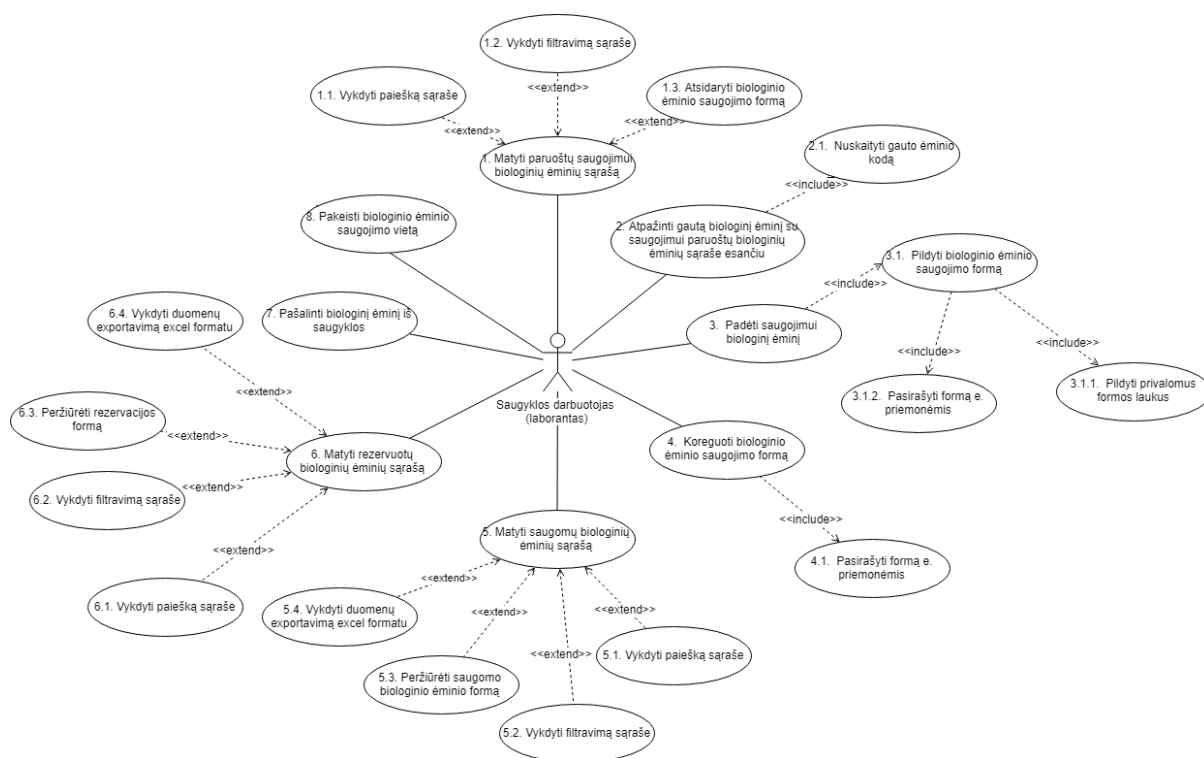 1.2. Vykdyti filtravimą sąraše
1.1. Vykdyti paiešką sąraše
<<extend>>
1.3. Atsidaryti biologinio
ėminio saugojimo formą
<<extend>>
<<extend>>
1. Matyti paruoštų saugojimui
biologinių ėminių sąrašą
2.1. Nuskaityti gauto ėminio
kodą
<<include>>
8. Pakeisti biologinio ėminio
saugojimo vietą
2. Atpažinti gautą biologinį ėminį su
saugojimui paruoštų biologinių
ėminių sąraše esančiu
3.1. Pildyti biologinio ėminio
saugojimo formą
<<include>>
6.4. Vykdyti duomenų
exportavimą excel formatu
7. Pašalinti biologinį ėminį iš
saugyklos
3. Padėti saugojimui
biologinį ėminį
<<include>>
<<include>>
<<extend>>
3.1.2. Pasirašyti formą e.
priemonėmis
3.1.1. Pildyti privalomus
formos laukus
Saugyklos darbuotojas
(laborantas)
6.3. Peržiūrėti rezervacijos
formą
<<extend>>
6. Matyti rezervuotų
biologinių ėminių sąrašą
4. Koreguoti biologinio
ėminio saugojimo formą
<<extend>>
6.2. Vykdyti filtravimą sąraše
<<include>>
5. Matyti saugomų biologinių
ėminių sąrašą
<<extend>>
4.1. Pasirašyti formą e.
priemonėmis
<<extend>>
6.1. Vykdyti paiešką sąraše
5.4. Vykdyti duomenų
exportavimą excel formatu
<<extend>>
<<extend>>
<<extend>>
5.1. Vykdyti paiešką sąraše
5.3. Peržiūrėti saugomo
biologinio ėminio formą
5.2. Vykdyti filtravimą sąraše